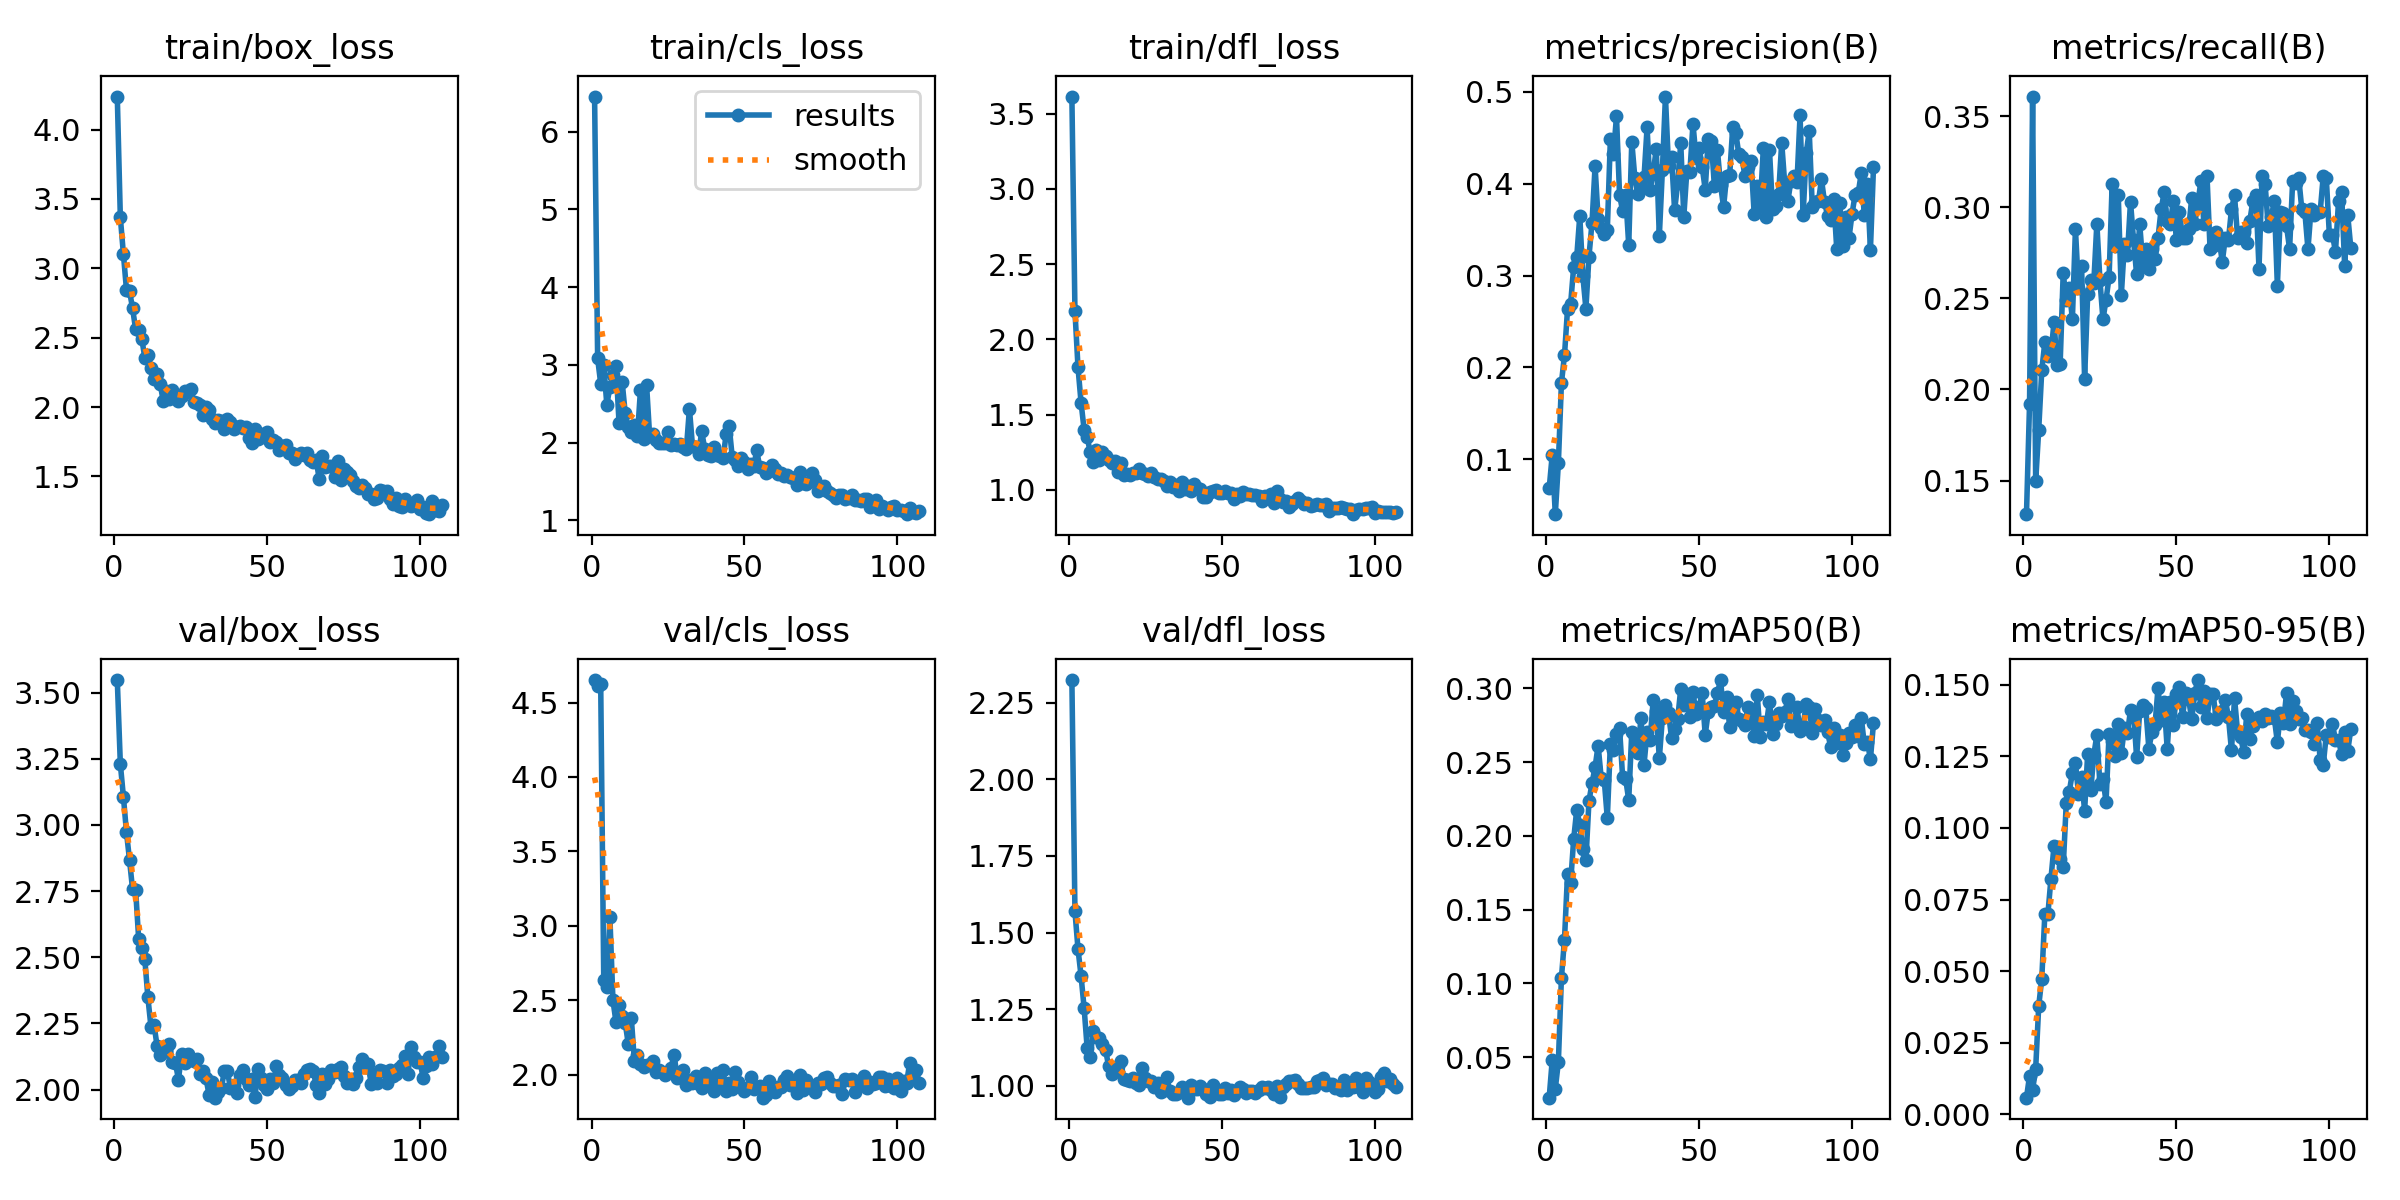 train/box_loss
4.0
3.5
3.0
2.5
2.0
1.5
0 50 100
train/cls_loss
results
smooth
6
5
4
3
2
1
0 50 100
train/dfl_loss
3.5
3.0
2.5
2.0
1.5
1.0
0 50 100
metrics/precision(B)
0.5
0.4
0.3
0.2
0.1
0 50 100
metrics/recall(B)
0.35
0.30
0.25
0.20
0.15
0 50 100
val/box_loss
3.50
3.25
3.00
2.75
2.50
2.25
2.00
0 50 100
val/cls_loss
4.5
4.0
3.5
3.0
2.5
2.0
0 50 100
val/dfl_loss
2.25
2.00
1.75
1.50
1.25
1.00
0 50 100
metrics/mAP50(B)
0.30
0.25
0.20
0.15
0.10
0.05
0 50 100
metrics/mAP50-95(B)
0.150
0.125
0.100
0.075
0.050
0.025
0.000
0 50 100